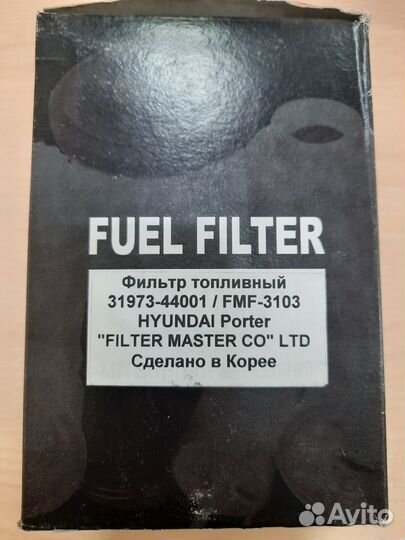 FUEL FILTER
Фильтр топливный
31973-44001 / FMF-3103
HYUNDAI Porter
"FILTER MASTER CO" LTD
Сделано в Корее
Avito